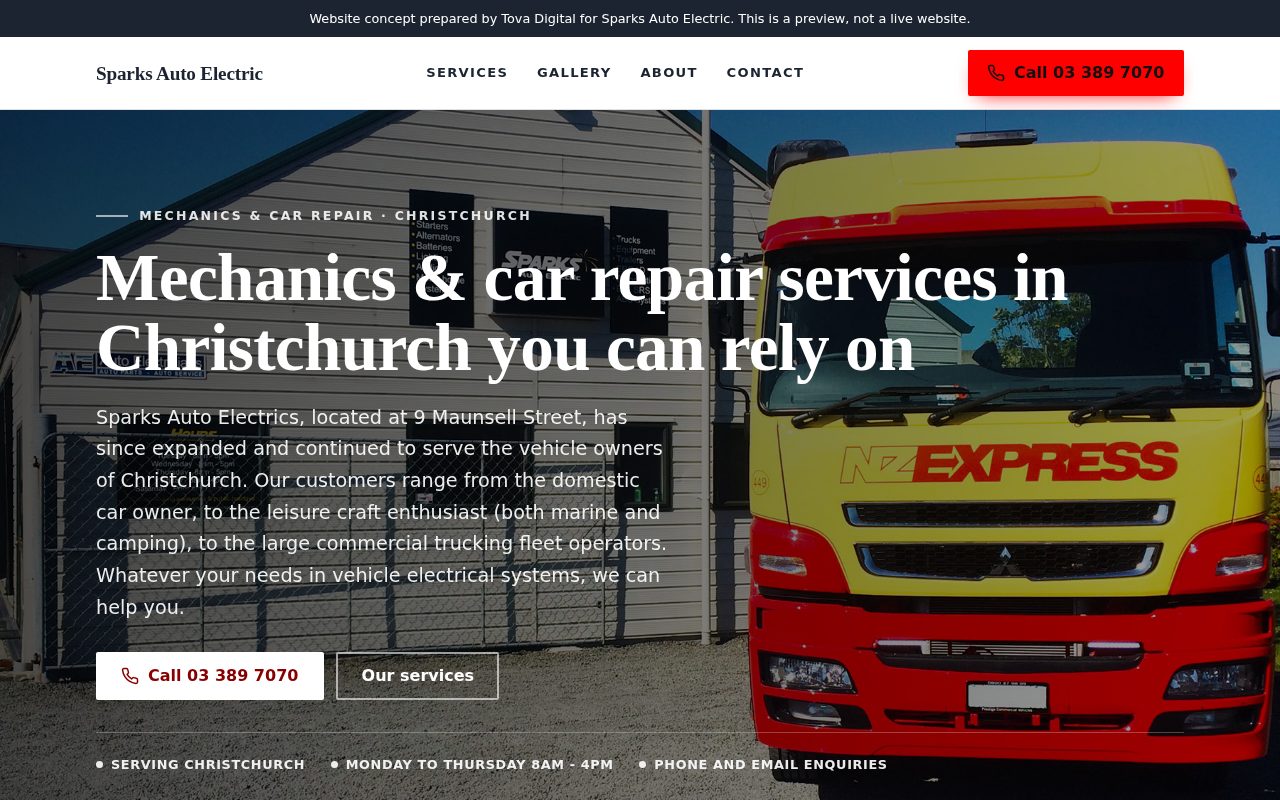 Website concept prepared by Tova Digital for Sparks Auto Electric. This is a preview, not a live website.
Sparks Auto Electric
SERVICES
GALLERY
ABOUT
CONTACT
Call 03 389 7070
MECHANICS & CAR REPAIR · CHRISTCHURCH
Mechanics & car repair services in
Christchurch you can rely on
Sparks Auto Electrics, located at 9 Maunsell Street, has
since expanded and continued to serve the vehicle owners
of Christchurch. Our customers range from the domestic
car owner, to the leisure craft enthusiast (both marine and
camping), to the large commercial trucking fleet operators.
Whatever your needs in vehicle electrical systems, we can
help you.
Call 03 389 7070
Our services
SERVING CHRISTCHURCH
MONDAY TO THURSDAY 8AM - 4PM
PHONE AND EMAIL ENQUIRIES
Starters
Alternators
Batteries
SPARKS
Trucks
Equipment
NZ EXPRESS
449